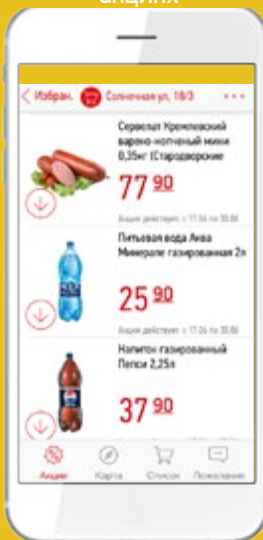 акциях
Избран. Солнечная ул, 18/3
Сервелат Кремлевский
варено-копченый мини
0,35кг (Стародворские
77 90
Акция действует с 17.06 по 30.06
Питьевая вода Аква
Минерале газированная 2л
25 90
Акция действует с 17.06 по 30.06
Напиток газированный
Пепси 2,25л
37 90
Акции Карта Список Пожелания